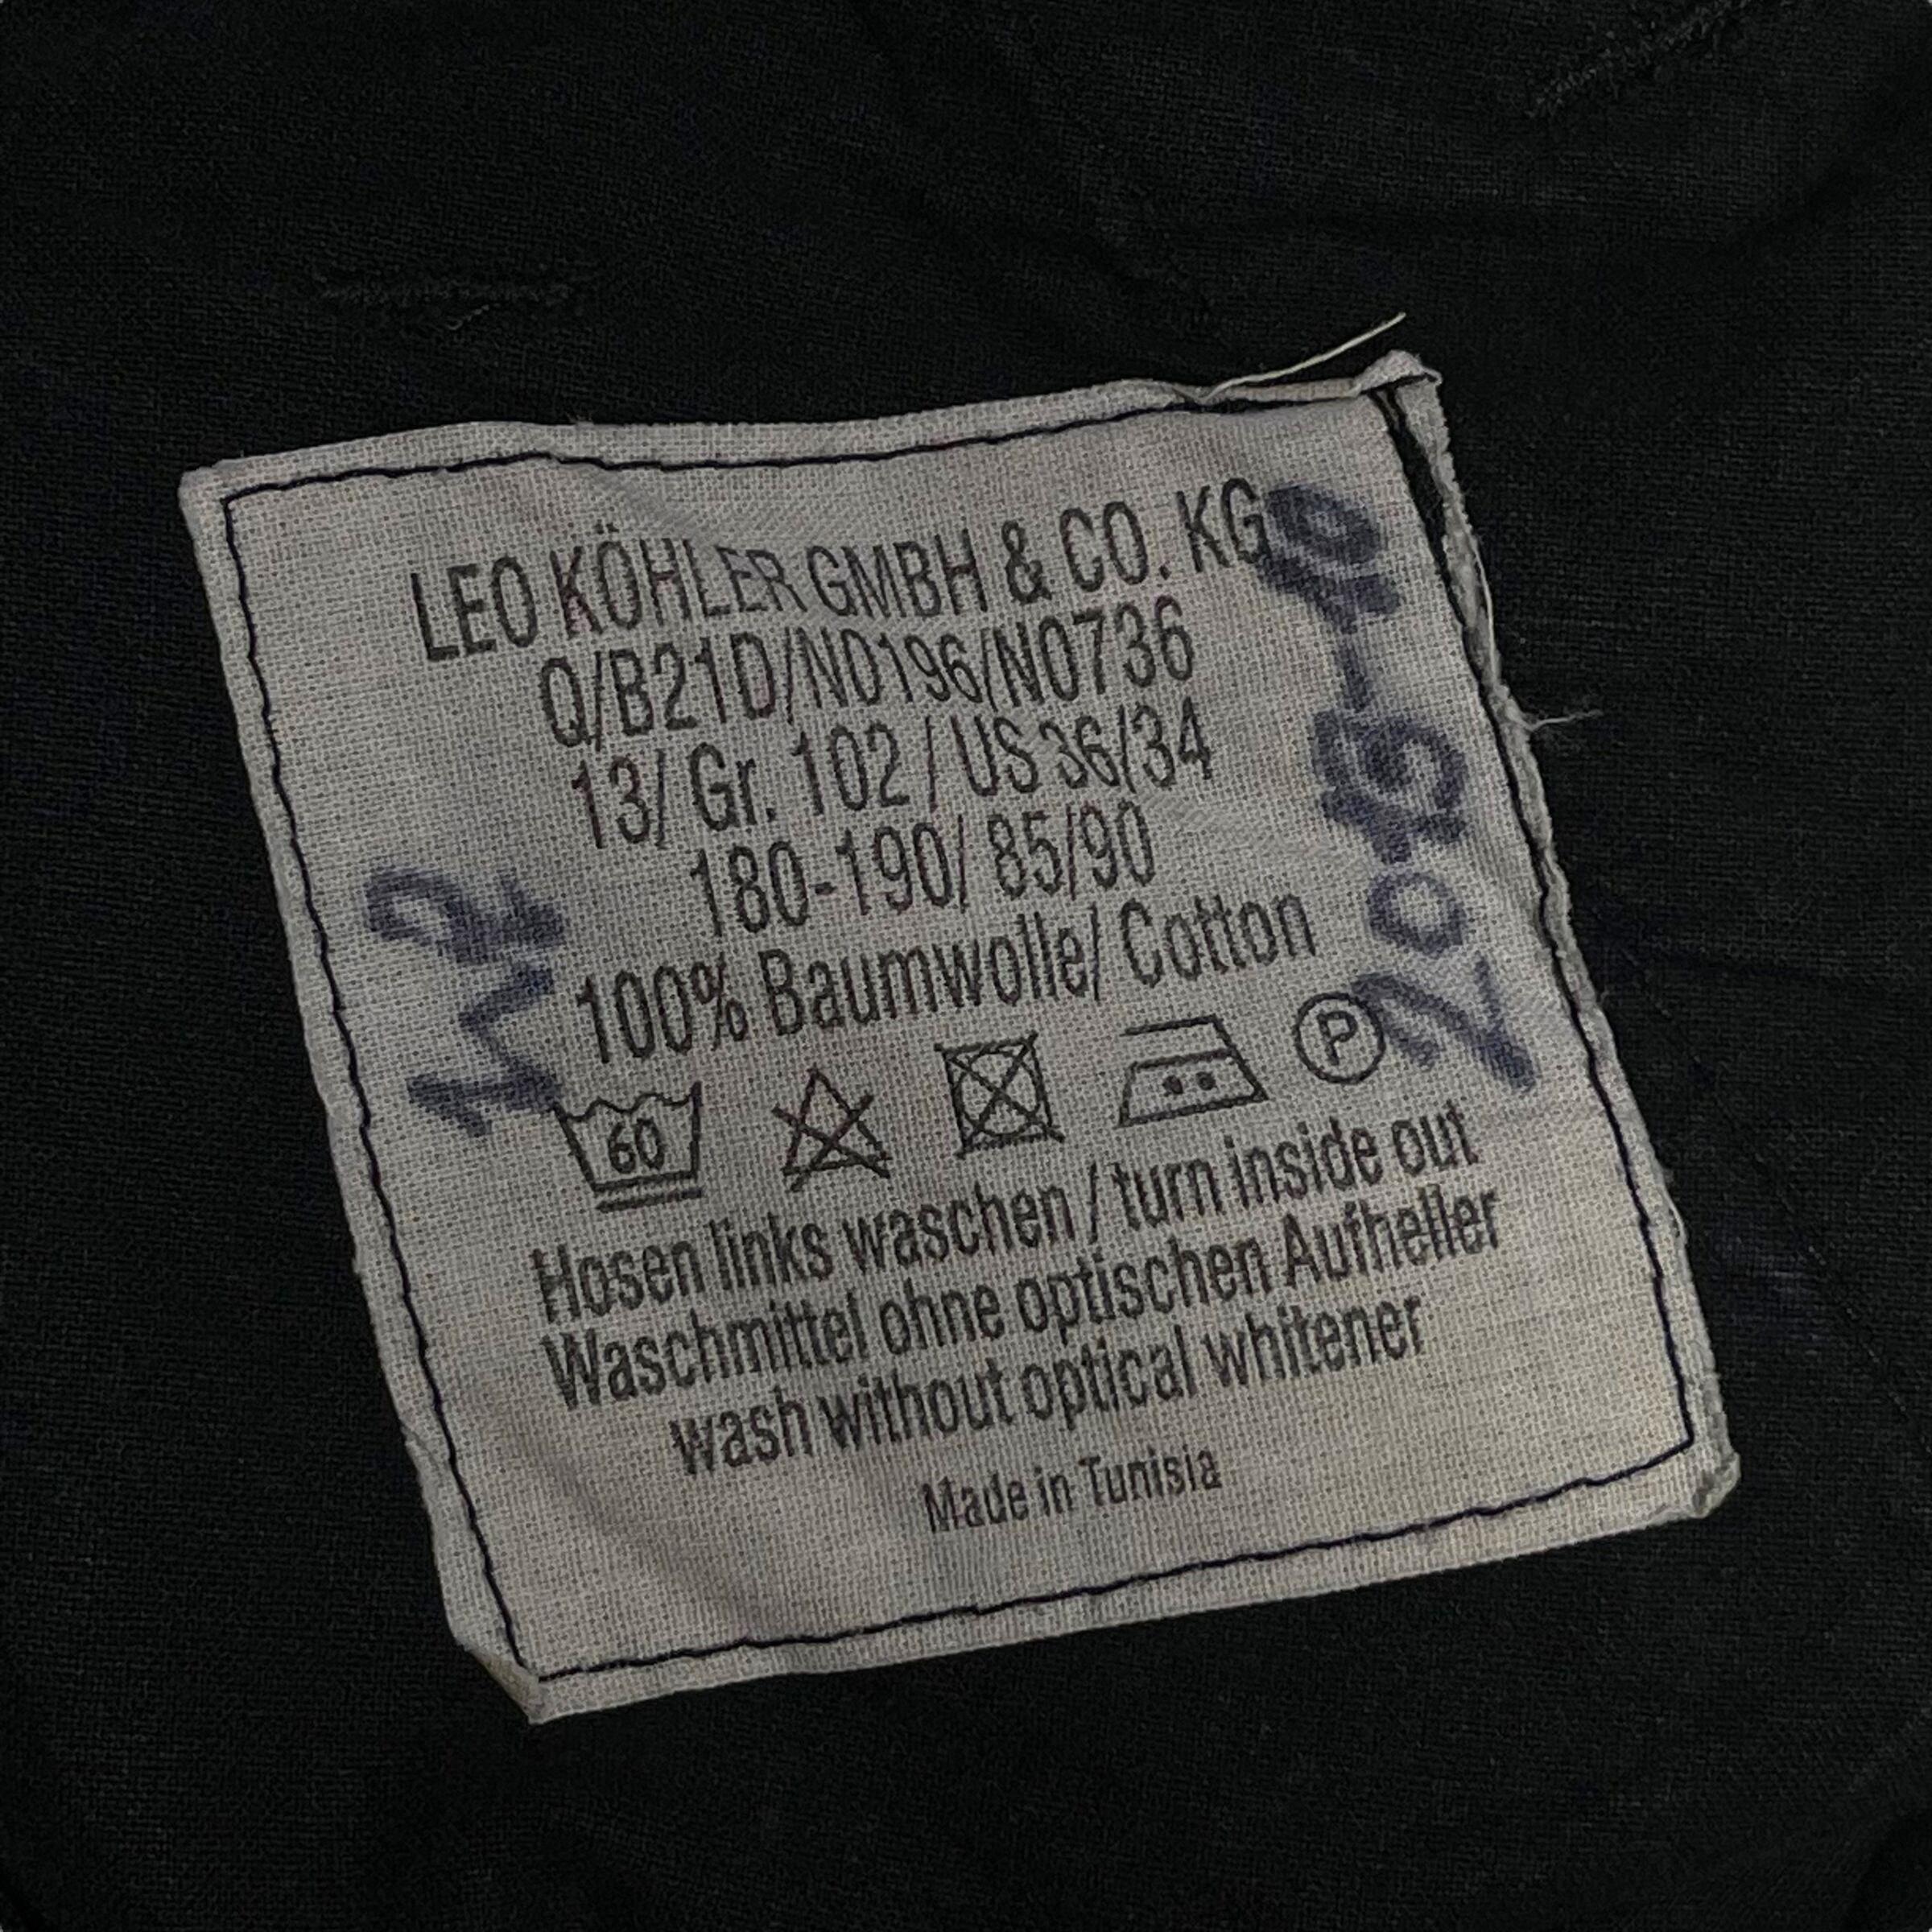 LEO KÖHLER GMBH & CO. KG
Q/B21D/N0196/N0736
13/ Gr. 102 / US 36/34
180-190/ 85/90
100% Baumwolle/ Cotton
60
P
Hosen links waschen / turn inside out
Waschmittel ohne optischen Aufheller
wash without optical whitener
Made in Tunisia